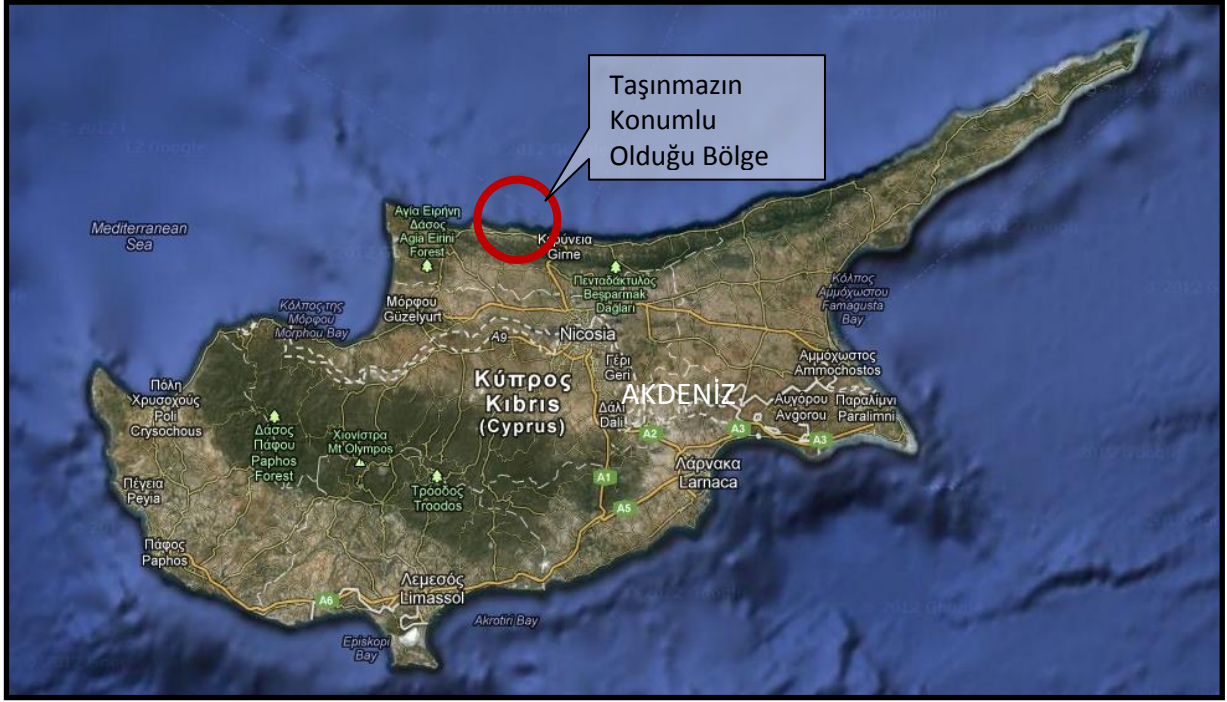 Taşınmazın
Konumlu
Olduğu Bölge
Mediterranean
Sea
Αγία Ειρήνη
Δάσος
Agia Eirini
Forest
Κερύνεια
Girne
Πενταδάκτυλος
Beşparmak
Dağları
Κόλπος
Αμμόχωστου
Famagusta
Bay
Κόλπος της
Μόρφου
Morphou Bay
Μόρφου
Güzelyurt
A9
Nicosia
Γέρι
Geri
Αμμόχωστος
Ammochostos
Κύπρος
Kıbrıs
(Cyprus)
AKDENİZ
Δάλι
Dali
Αυγόρου
Avgorou
Παραλίμνι
Paralimni
Πόλη
Χρυσοχούς
Poli
Crysochous
Δάσος
Πάφου
Paphos
Forest
Χιονίστρα
Mt Olympos
A2
A3
A3
Λάρνακα
Larnaca
Τρόοδος
Troodos
A1
A5
Πέγεια
Peyia
Πάφος
Paphos
Λεμεσός
Limassol
A6
Akrotiri Bay
Episkopi
Bay